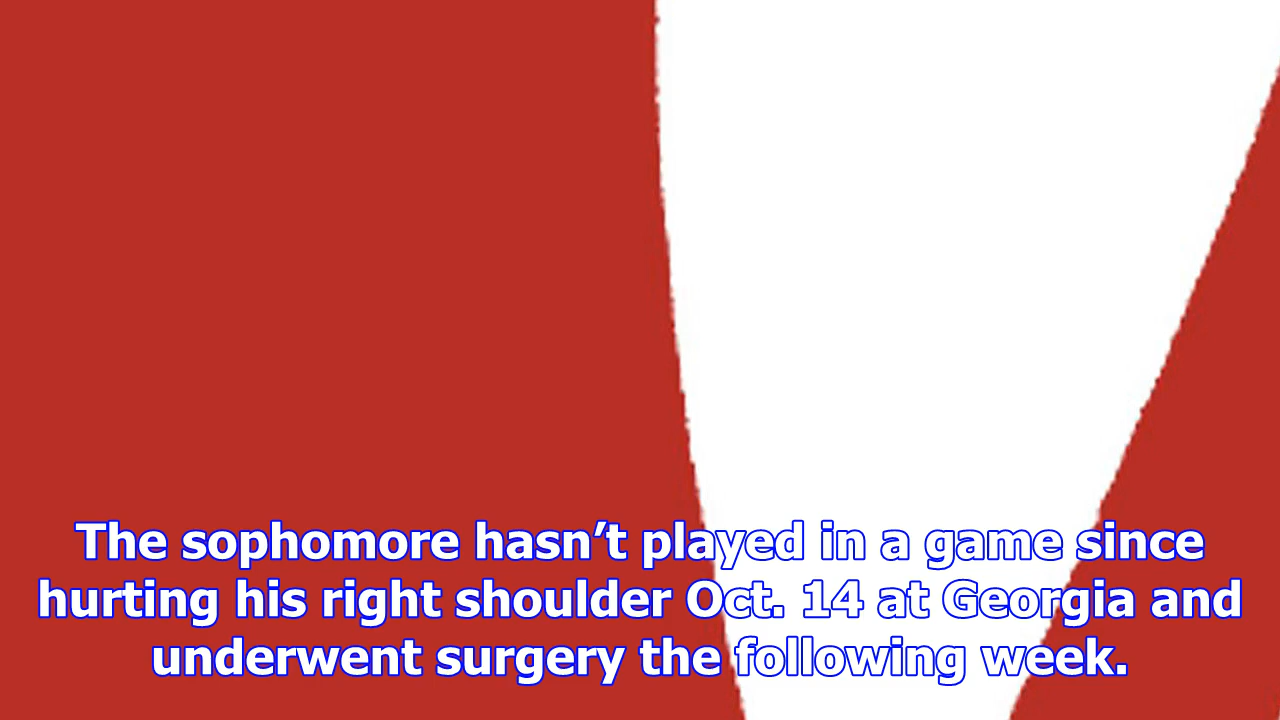 The sophomore hasn’t played in a game since
hurting his right shoulder Oct. 14 at Georgia and
underwent surgery the following week.